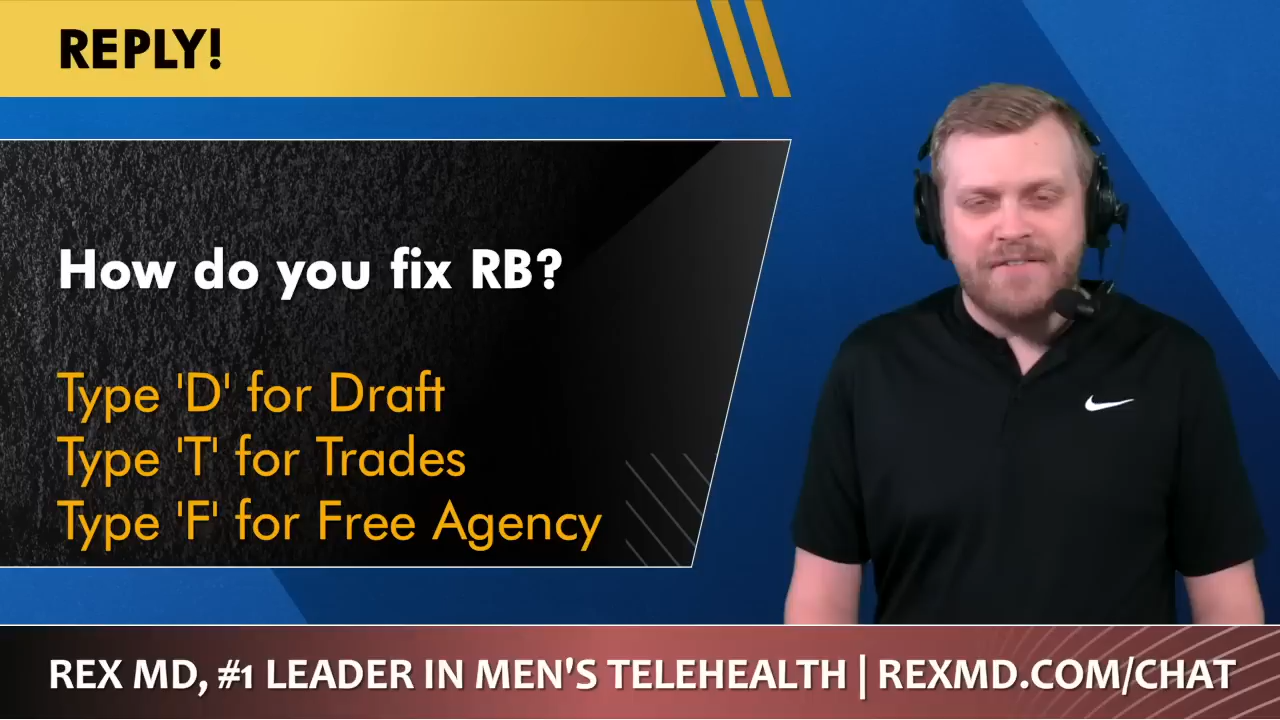 REPLY!
How do you fix RB?
Type 'D' for Draft
Type 'T' for Trades
Type 'F' for Free Agency
REX MD, #1 LEADER IN MEN'S TELEHEALTH | REXMD.COM/CHAT